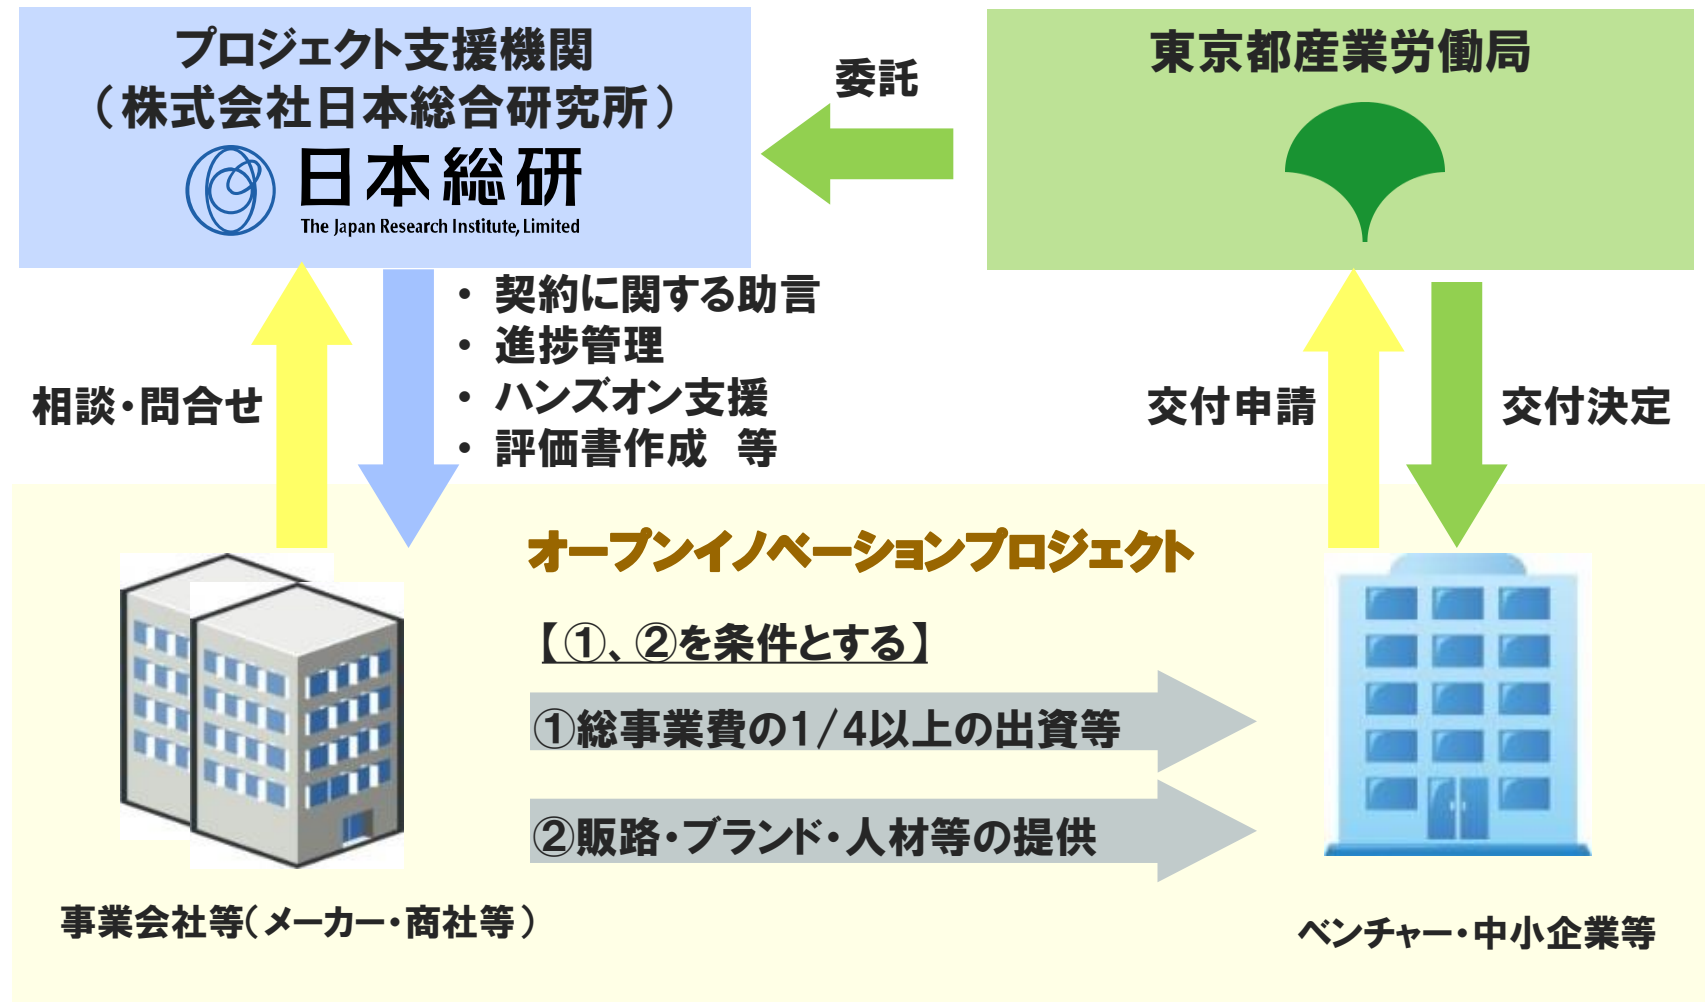 プロジェクト支援機関
（株式会社日本総合研究所）
日本総研
The Japan Research Institute, Limited
委託
東京都産業労働局
・ 契約に関する助言
・ 進捗管理
・ ハンズオン支援
・ 評価書作成　等
相談・問合せ
交付申請
交付決定
オープンイノベーションプロジェクト
【①、②を条件とする】
①総事業費の1/4以上の出資等
②販路・ブランド・人材等の提供
事業会社等（メーカー・商社等）
ベンチャー・中小企業等